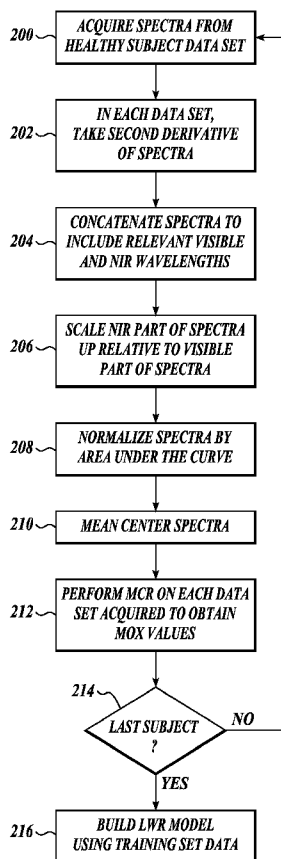 200
ACQUIRE SPECTRA FROM
HEALTHY SUBJECT DATA SET
202
IN EACH DATA SET,
TAKE SECOND DERIVATIVE
OF SPECTRA
204
CONCATENATE SPECTRA TO
INCLUDE RELEVANT VISIBLE
AND NIR WAVELENGTHS
206
SCALE NIR PART OF SPECTRA
UP RELATIVE TO VISIBLE
PART OF SPECTRA
208
NORMALIZE SPECTRA BY
AREA UNDER THE CURVE
210
MEAN CENTER SPECTRA
212
PERFORM MCR ON EACH DATA
SET ACQUIRED TO OBTAIN
MOX VALUES
214
LAST SUBJECT
?
NO
YES
216
BUILD LWR MODEL
USING TRAINING SET DATA